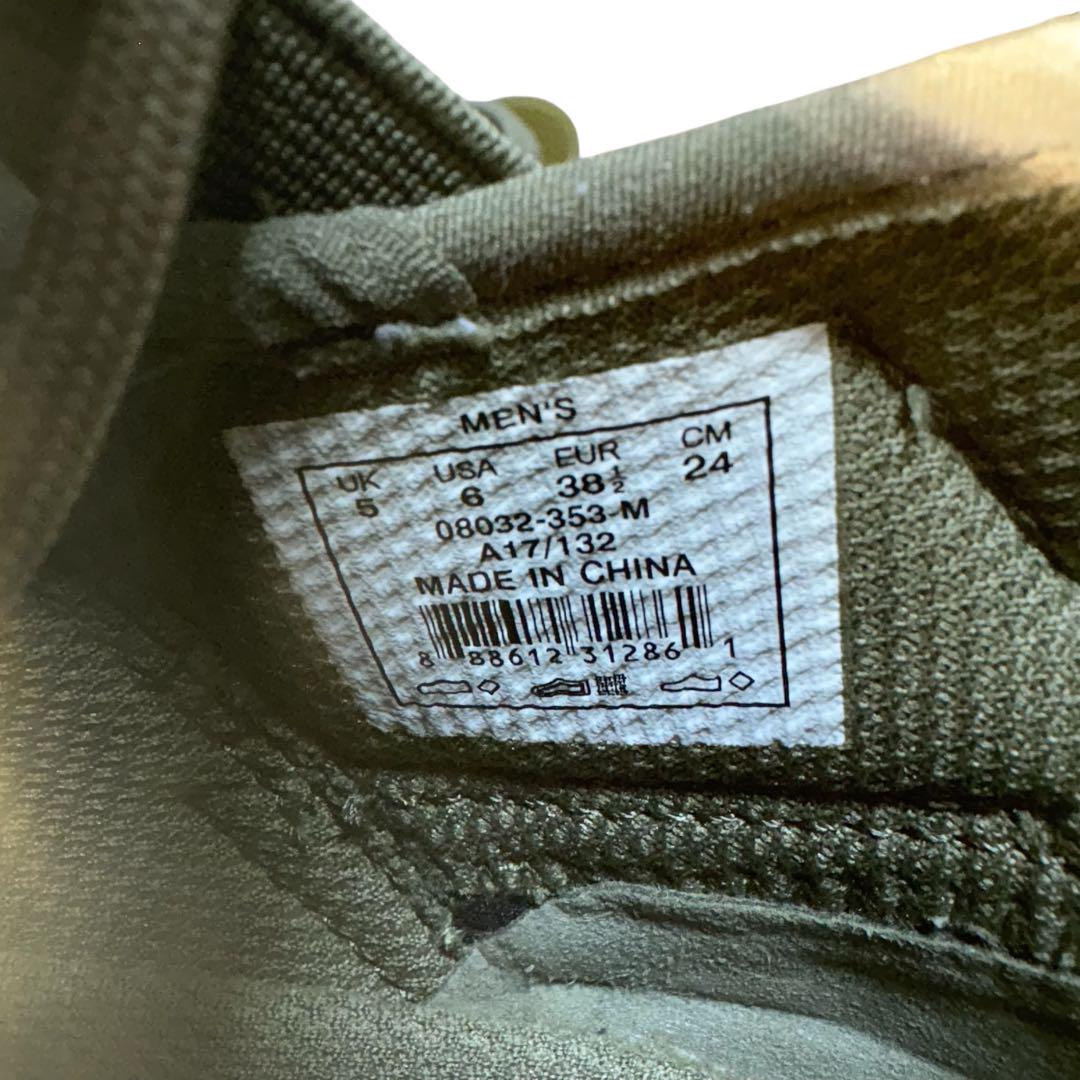 MEN'S
UK USA EUR CM
5 6 38½ 24
08032-353-M
A17/132
MADE IN CHINA
8 88612 31286 1